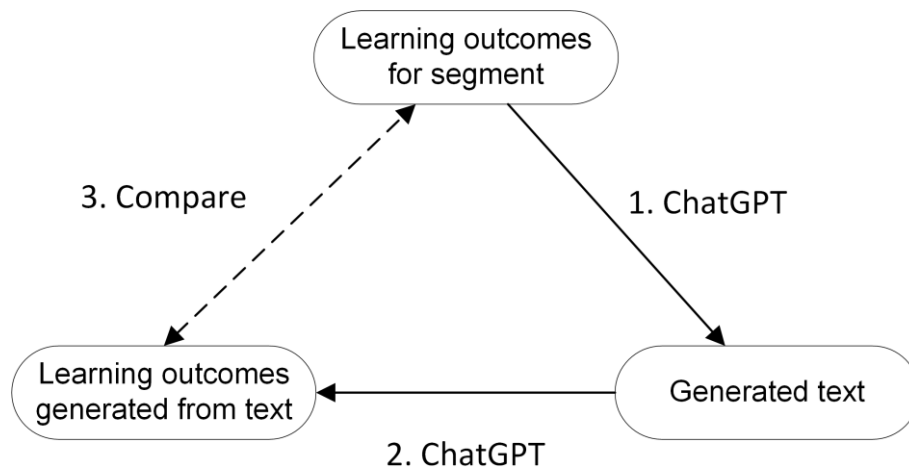 Learning outcomes
for segment
3. Compare
1. ChatGPT
Learning outcomes
generated from text
Generated text
2. ChatGPT